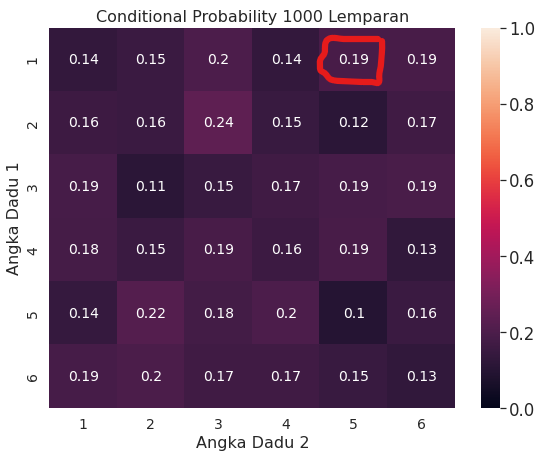 Conditional Probability 1000 Lemparan
1 0.14 0.15 0.2 0.14 0.19 0.19
2 0.16 0.16 0.24 0.15 0.12 0.17
3 0.19 0.11 0.15 0.17 0.19 0.19
4 0.18 0.15 0.19 0.16 0.19 0.13
5 0.14 0.22 0.18 0.2 0.1 0.16
6 0.19 0.2 0.17 0.17 0.15 0.13
1 2 3 4 5 6
Angka Dadu 1
Angka Dadu 2
1.0
0.8
0.6
0.4
0.2
0.0